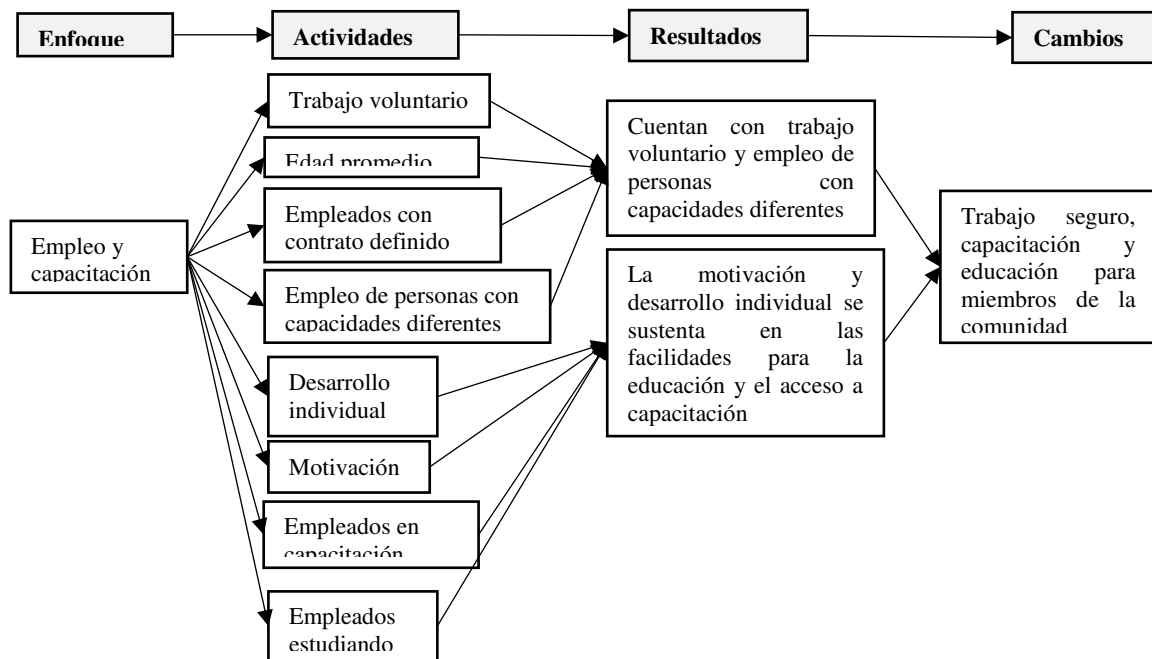 Enfoque
Actividades
Resultados
Cambios
Empleo y
capacitación
Trabajo voluntario
Edad promedio
Empleados con
contrato definido
Empleo de personas con
capacidades diferentes
Desarrollo
individual
Motivación
Empleados en
capacitación
Empleados
estudiando
Cuentan con trabajo
voluntario y empleo de
personas con
capacidades diferentes
La motivación y
desarrollo individual se
sustenta en las
facilidades para la
educación y el acceso a
capacitación
Trabajo seguro,
capacitación y
educación para
miembros de la
comunidad